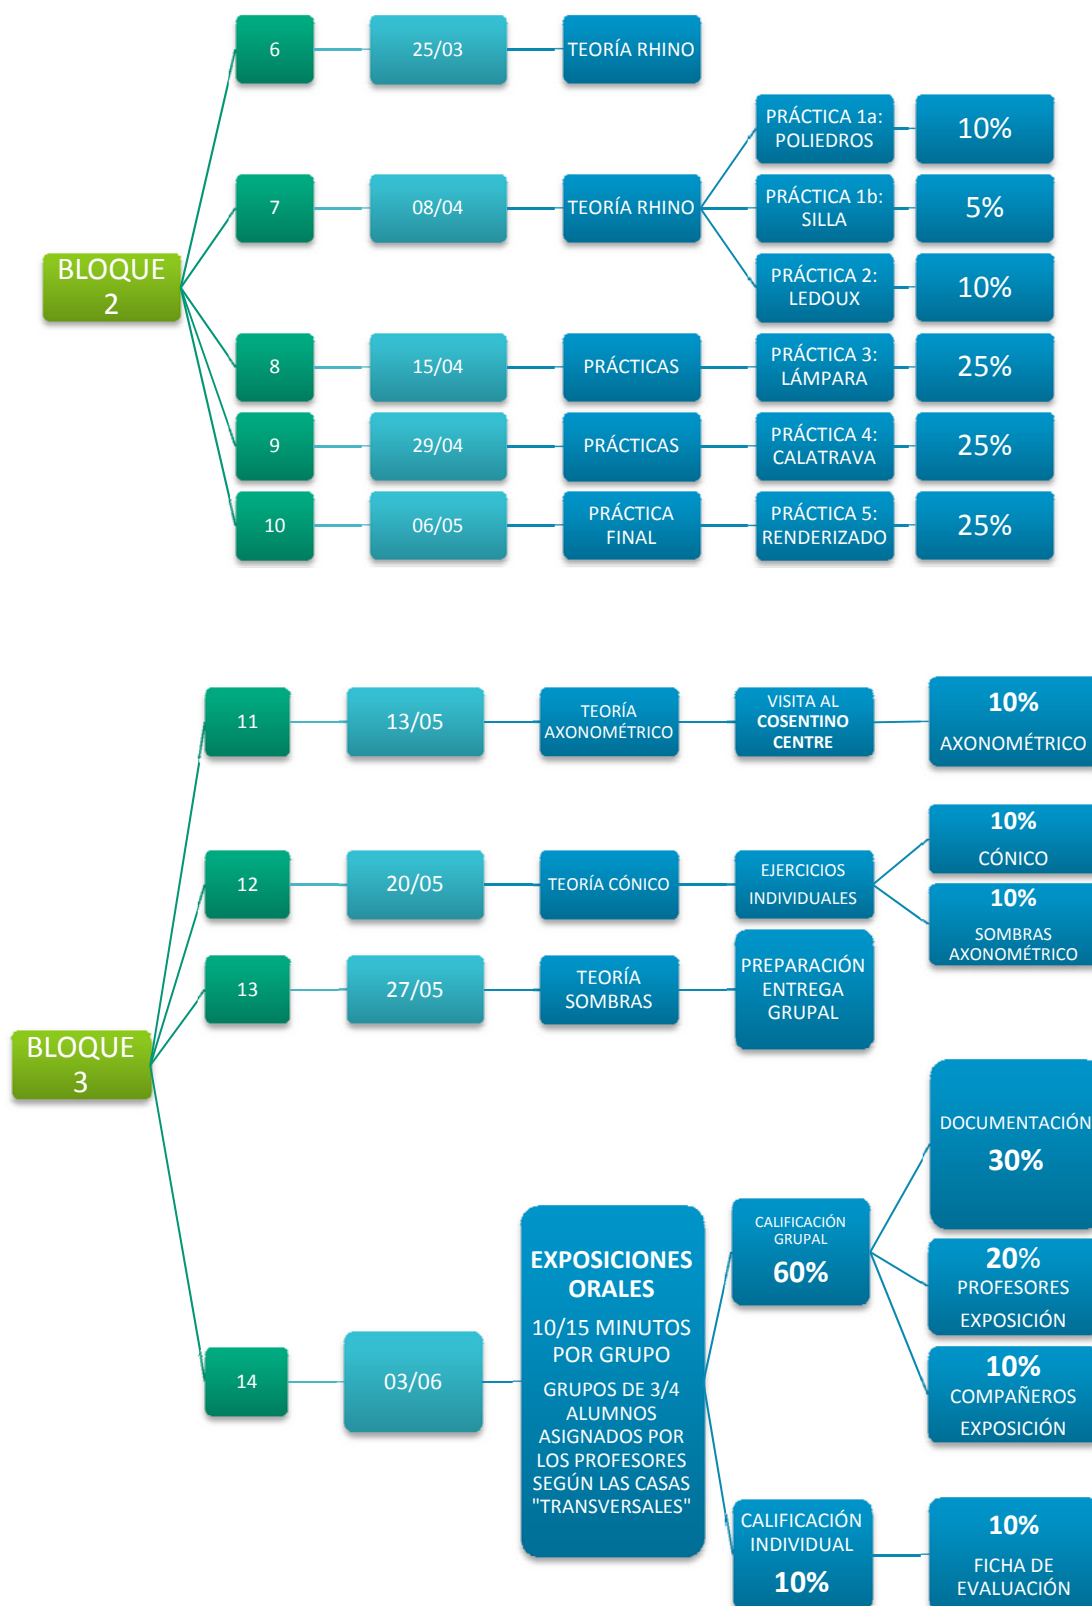 6
25/03
TEORÍA RHINO
PRÁCTICA 1a:
POLIEDROS
10%
7
08/04
TEORÍA RHINO
PRÁCTICA 1b:
SILLA
5%
BLOQUE
2
PRÁCTICA 2:
LEDOUX
10%
8
15/04
PRÁCTICAS
PRÁCTICA 3:
LÁMPARA
25%
9
29/04
PRÁCTICAS
PRÁCTICA 4:
CALATRAVA
25%
10
06/05
PRÁCTICA
FINAL
PRÁCTICA 5:
RENDERIZADO
25%
11
13/05
TEORÍA
AXONOMÉTRICO
VISITA AL
COSENTINO
CENTRE
10%
AXONOMÉTRICO
12
20/05
TEORÍA CÓNICO
EJERCICIOS
INDIVIDUALES
10%
CÓNICO
10%
SOMBRAS
AXONOMÉTRICO
13
27/05
TEORÍA
SOMBRAS
PREPARACIÓN
ENTREGA
GRUPAL
BLOQUE
3
14
03/06
EXPOSICIONES
ORALES
10/15 MINUTOS
POR GRUPO
GRUPOS DE 3/4
ALUMNOS
ASIGNADOS POR
LOS PROFESORES
SEGÚN LAS CASAS
"TRANSVERSALES"
CALIFICACIÓN
GRUPAL
60%
DOCUMENTACIÓN
30%
20%
PROFESORES
EXPOSICIÓN
10%
COMPAÑEROS
EXPOSICIÓN
CALIFICACIÓN
INDIVIDUAL
10%
10%
FICHA DE
EVALUACIÓN